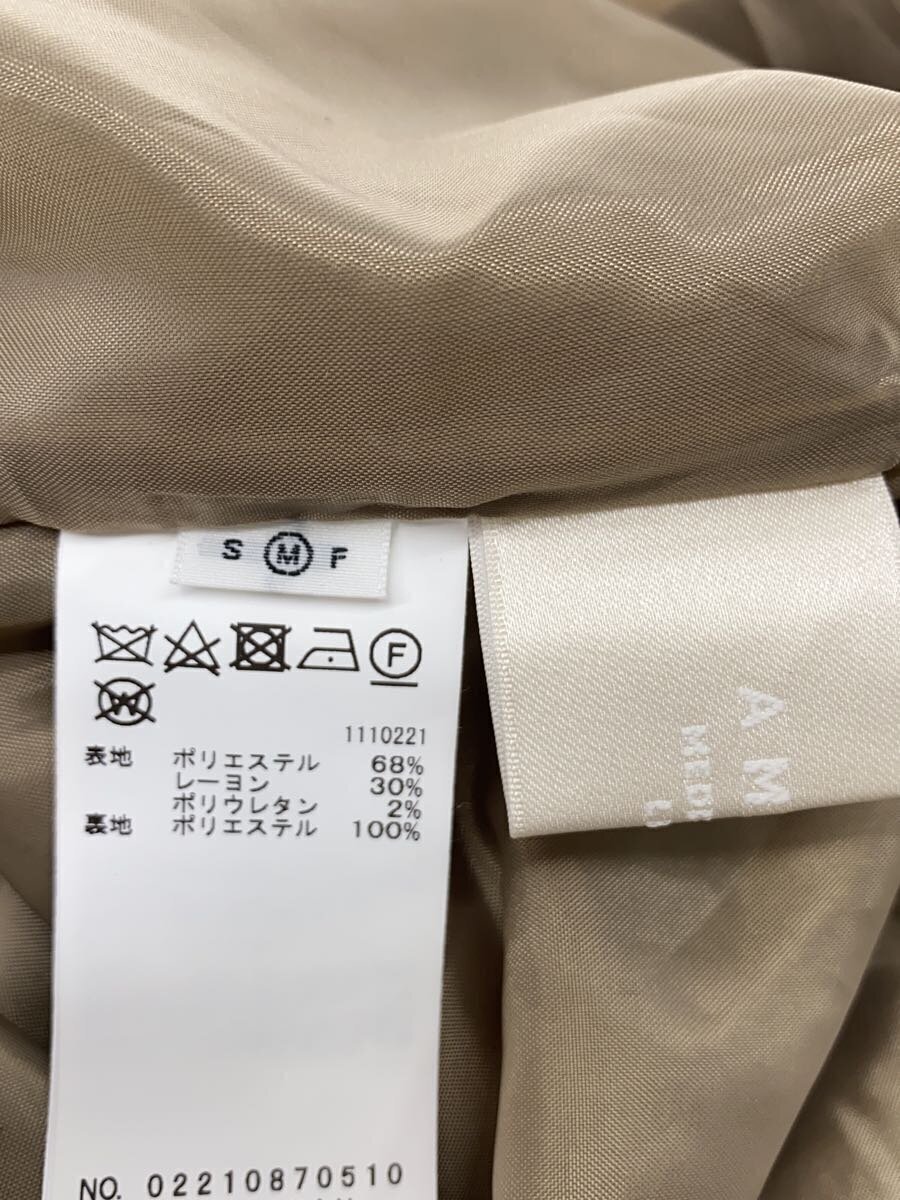 S M F
F
W
1110221
表地 ポリエステル 68%
レーヨン 30%
ポリウレタン 2%
裏地 ポリエステル 100%
NO. 02210870510
A M